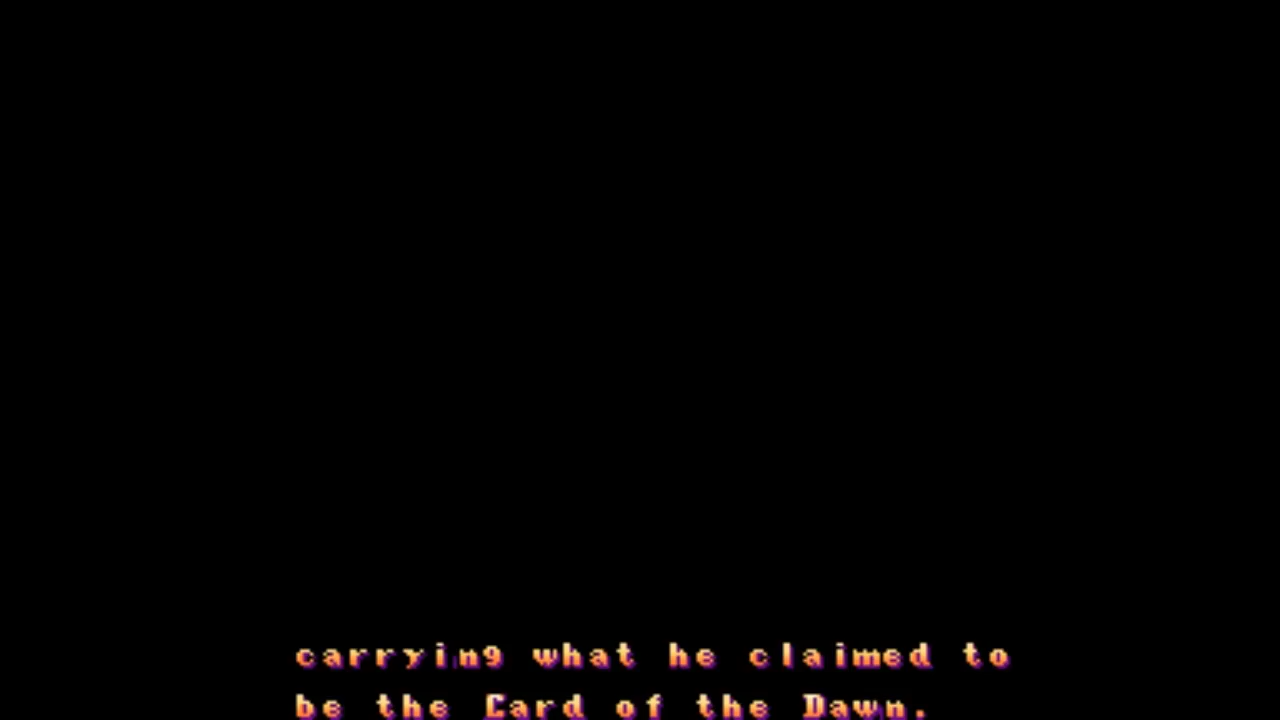 carrying what he claimed to
be the Card of the Dawn.